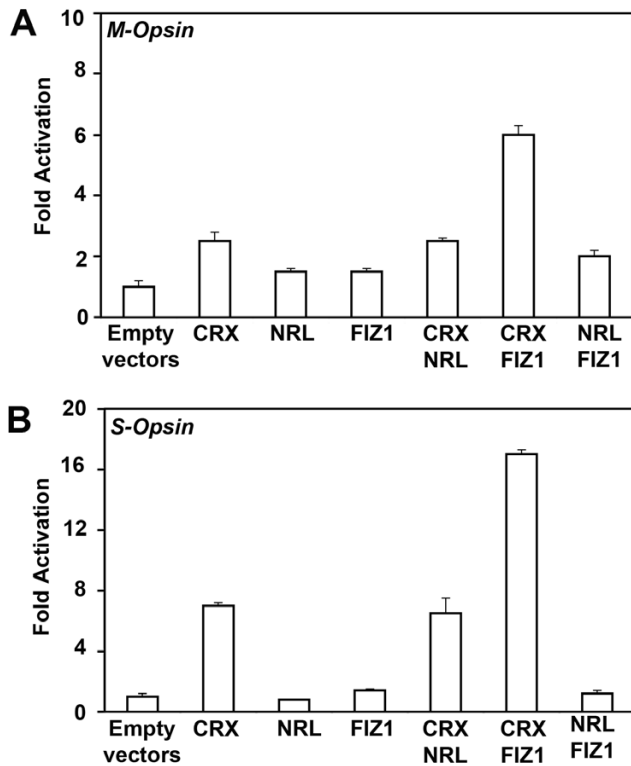 A
M-Opsin
Fold Activation
10
8
6
4
2
0
Empty vectors
CRX
NRL
FIZ1
CRX NRL
CRX FIZ1
NRL FIZ1
B
S-Opsin
Fold Activation
20
16
12
8
4
0
Empty vectors
CRX
NRL
FIZ1
CRX NRL
CRX FIZ1
NRL FIZ1